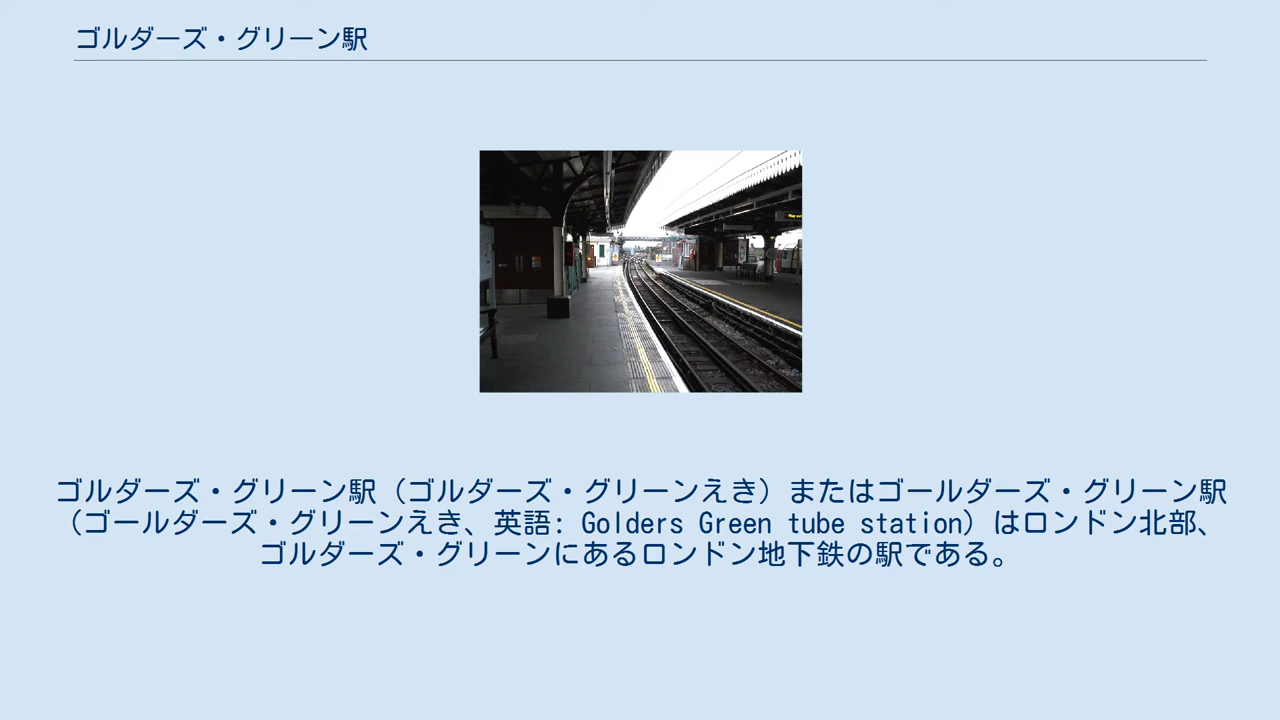 ゴルダーズ・グリーン駅
ゴルダーズ・グリーン駅（ゴルダーズ・グリーンえき）またはゴールダーズ・グリーン駅
（ゴールダーズ・グリーンえき、英語: Golders Green tube station）はロンドン北部、
ゴルダーズ・グリーンにあるロンドン地下鉄の駅である。